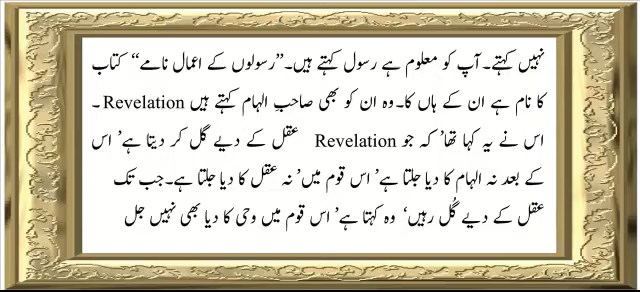 نہیں کہتے۔ آپ کو معلوم ہے رسول کہتے ہیں۔”رسولوں کے اعمال نامے“ کتاب
کا نام ہے ان کے ہاں کا۔ وہ ان کو بھی صاحبِ الہام کہتے ہیں Revelation۔
اس نے یہ کہا تھا’ کہ جو Revelation عقل کے دیے گل کر دیتا ہے’ اس
کے بعد نہ الہام کا دیا جلتا ہے’ اس قوم میں’ نہ عقل کا دیا جلتا ہے۔ جب تک
عقل کے دیے گُل رہیں‘ وہ کہتا ہے’ اس قوم میں وحی کا دیا بھی نہیں جل